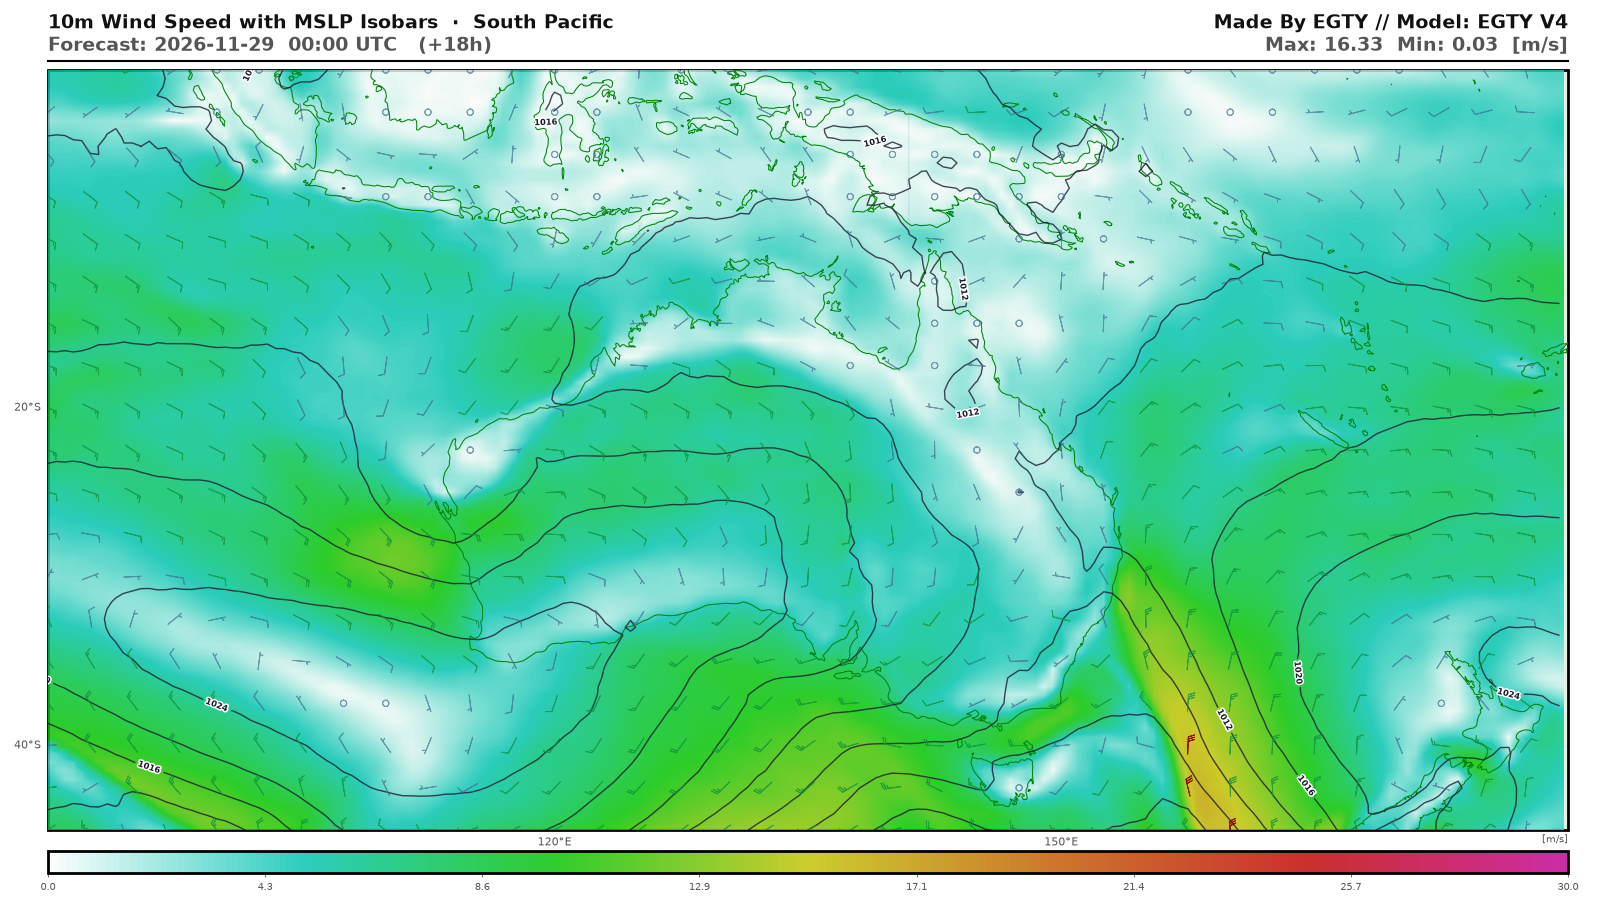 10m Wind Speed with MSLP Isobars · South Pacific
Made By EGTY // Model: EGTY V4
Forecast: 2026-11-29 00:00 UTC (+18h)
Max: 16.33 Min: 0.03 [m/s]
10
1016
1016
1012
20°S
1012
1020
1024
1024
1012
40°S
1016
1016
120°E
150°E
[m/s]
0.0
4.3
8.6
12.9
17.1
21.4
25.7
30.0